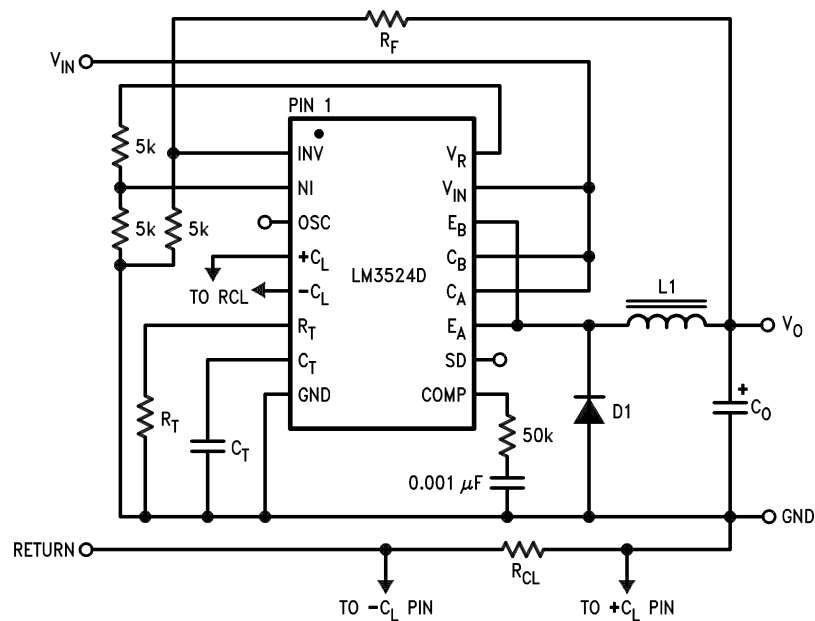 R_F
V_IN
PIN 1
5k
INV
V_R
NI
V_IN
5k
5k
OSC
E_B
+C_L
LM3524D
C_B
TO RCL
-C_L
C_A
L1
R_T
E_A
V_O
C_T
SD
GND
COMP
+
R_T
C_T
50k
D1
C_O
0.001 μF
GND
RETURN
R_CL
TO -C_L PIN
TO +C_L PIN